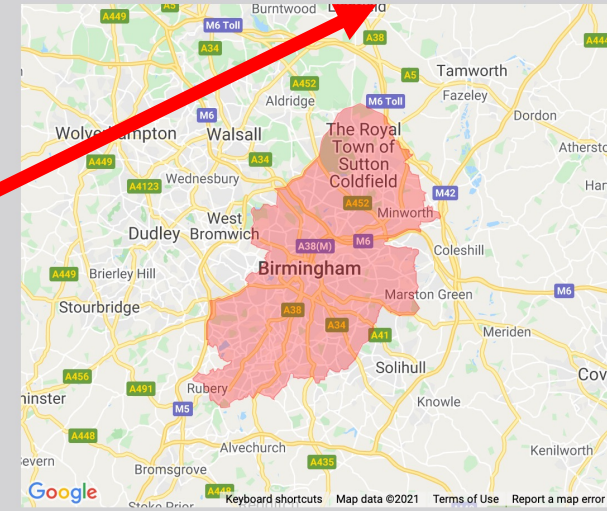 A449
A5
Burntwood
M6 Toll
A38
A34
A444
A5
Tamworth
A452
Aldridge
M6 Toll
Fazeley
M6
Dordon
Walsall
The Royal
Town of
Sutton
Coldfield
A449
A34
A4123
Wednesbury
M42
A452
Minworth
West
Bromwich
Dudley
A38(M)
M6
Coleshill
A449
Brierley Hill
Birmingham
Marston Green
M6
Stourbridge
A38
A34
A41
Meriden
Solihull
A456
A491
Rubery
Knowle
M5
A448
Alvechurch
A435
Kenilworth
Bromsgrove
Google
A448
Keyboard shortcuts Map data ©2021 Terms of Use Report a map error